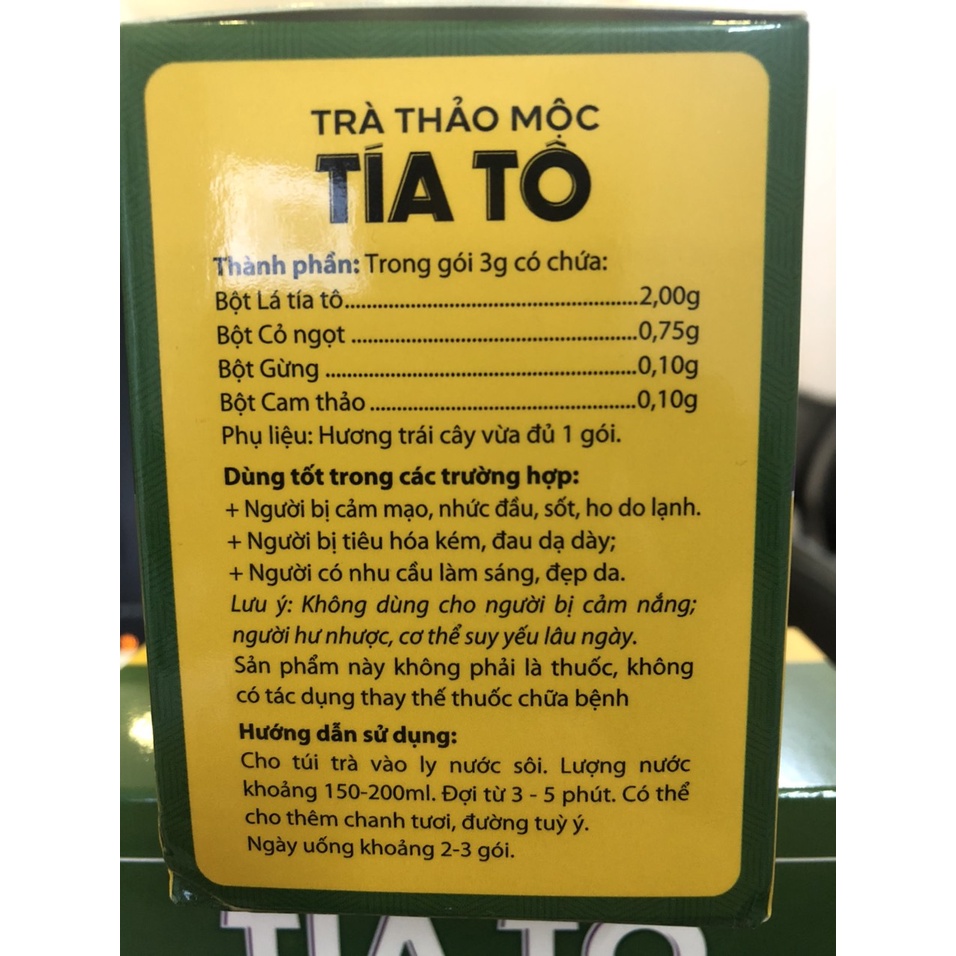 TRÀ THẢO MỘC
TÍA TÔ
Thành phần: Trong gói 3g có chứa:
Bột Lá tía tô..........................................................2,00g
Bột Cỏ ngọt ..........................................................0,75g
Bột Gừng ..............................................................0,10g
Bột Cam thảo ......................................................0,10g
Phụ liệu: Hương trái cây vừa đủ 1 gói.
Dùng tốt trong các trường hợp:
+ Người bị cảm mạo, nhức đầu, sốt, ho do lạnh.
+ Người bị tiêu hóa kém, đau dạ dày;
+ Người có nhu cầu làm sáng, đẹp da.
Lưu ý: Không dùng cho người bị cảm nắng;
người hư nhược, cơ thể suy yếu lâu ngày.
Sản phẩm này không phải là thuốc, không
có tác dụng thay thế thuốc chữa bệnh
Hướng dẫn sử dụng:
Cho túi trà vào ly nước sôi. Lượng nước
khoảng 150-200ml. Đợi từ 3 - 5 phút. Có thể
cho thêm chanh tươi, đường tuỳ ý.
Ngày uống khoảng 2-3 gói.
TÍA TÔ